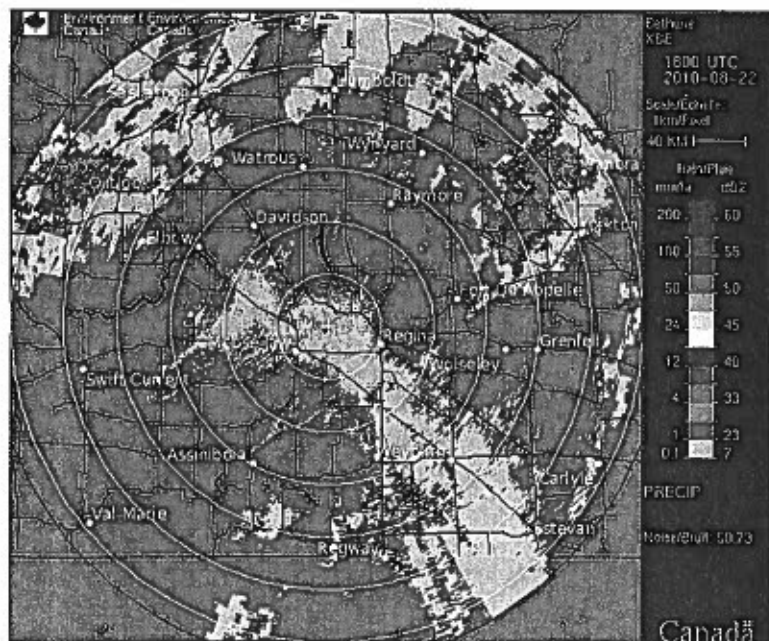 Environment Environnement
Canada Canada
Bethune
XBE
1800 UTC
2010-08-22
Scale/Échelle:
1km/Pixel
40 KM
Rain/Pluie
mm/h dBZ
200 60
100 55
50 50
24 45
12 40
4 33
1 23
0.1 7
PRECIP
Noise/Bruit: 50.73
Canada
Saskatoon
Humboldt
Watrous
Wynyard
Outlook
Raymore
Davidson
Elbow
Yorkton
Fort Qu Appelle
Regina
Grenfell
Wolseley
Swift Current
Assiniboia
Weyburn
Carlyle
Val Marie
Estevan
Regway